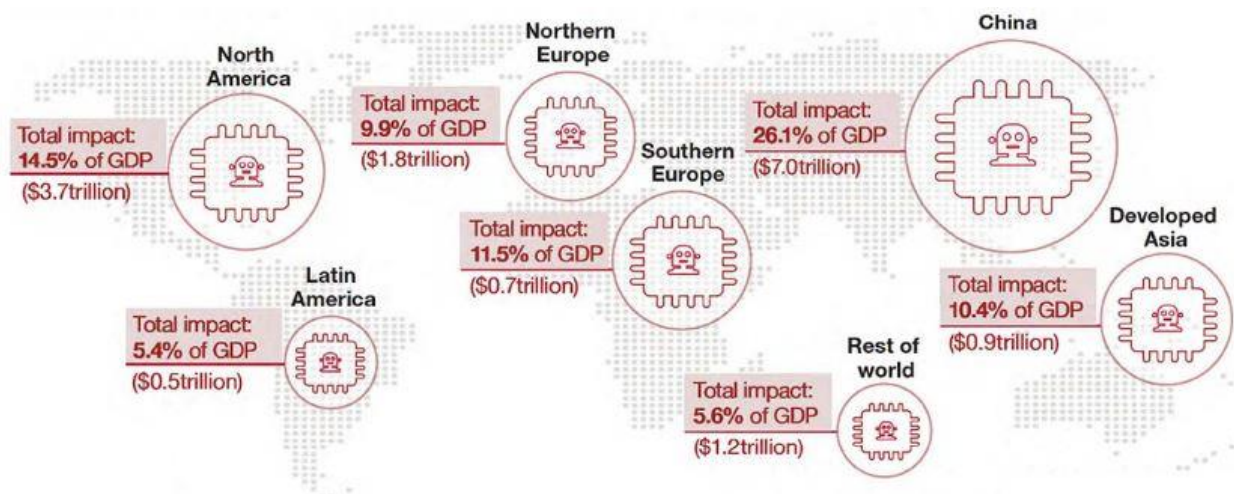 North
America
Total impact:
14.5% of GDP
($3.7trillion)
Northern
Europe
Total impact:
9.9% of GDP
($1.8trillion)
China
Total impact:
26.1% of GDP
($7.0trillion)
Southern
Europe
Total impact:
11.5% of GDP
($0.7trillion)
Developed
Asia
Total impact:
10.4% of GDP
($0.9trillion)
Latin
America
Total impact:
5.4% of GDP
($0.5trillion)
Rest of
world
Total impact:
5.6% of GDP
($1.2trillion)